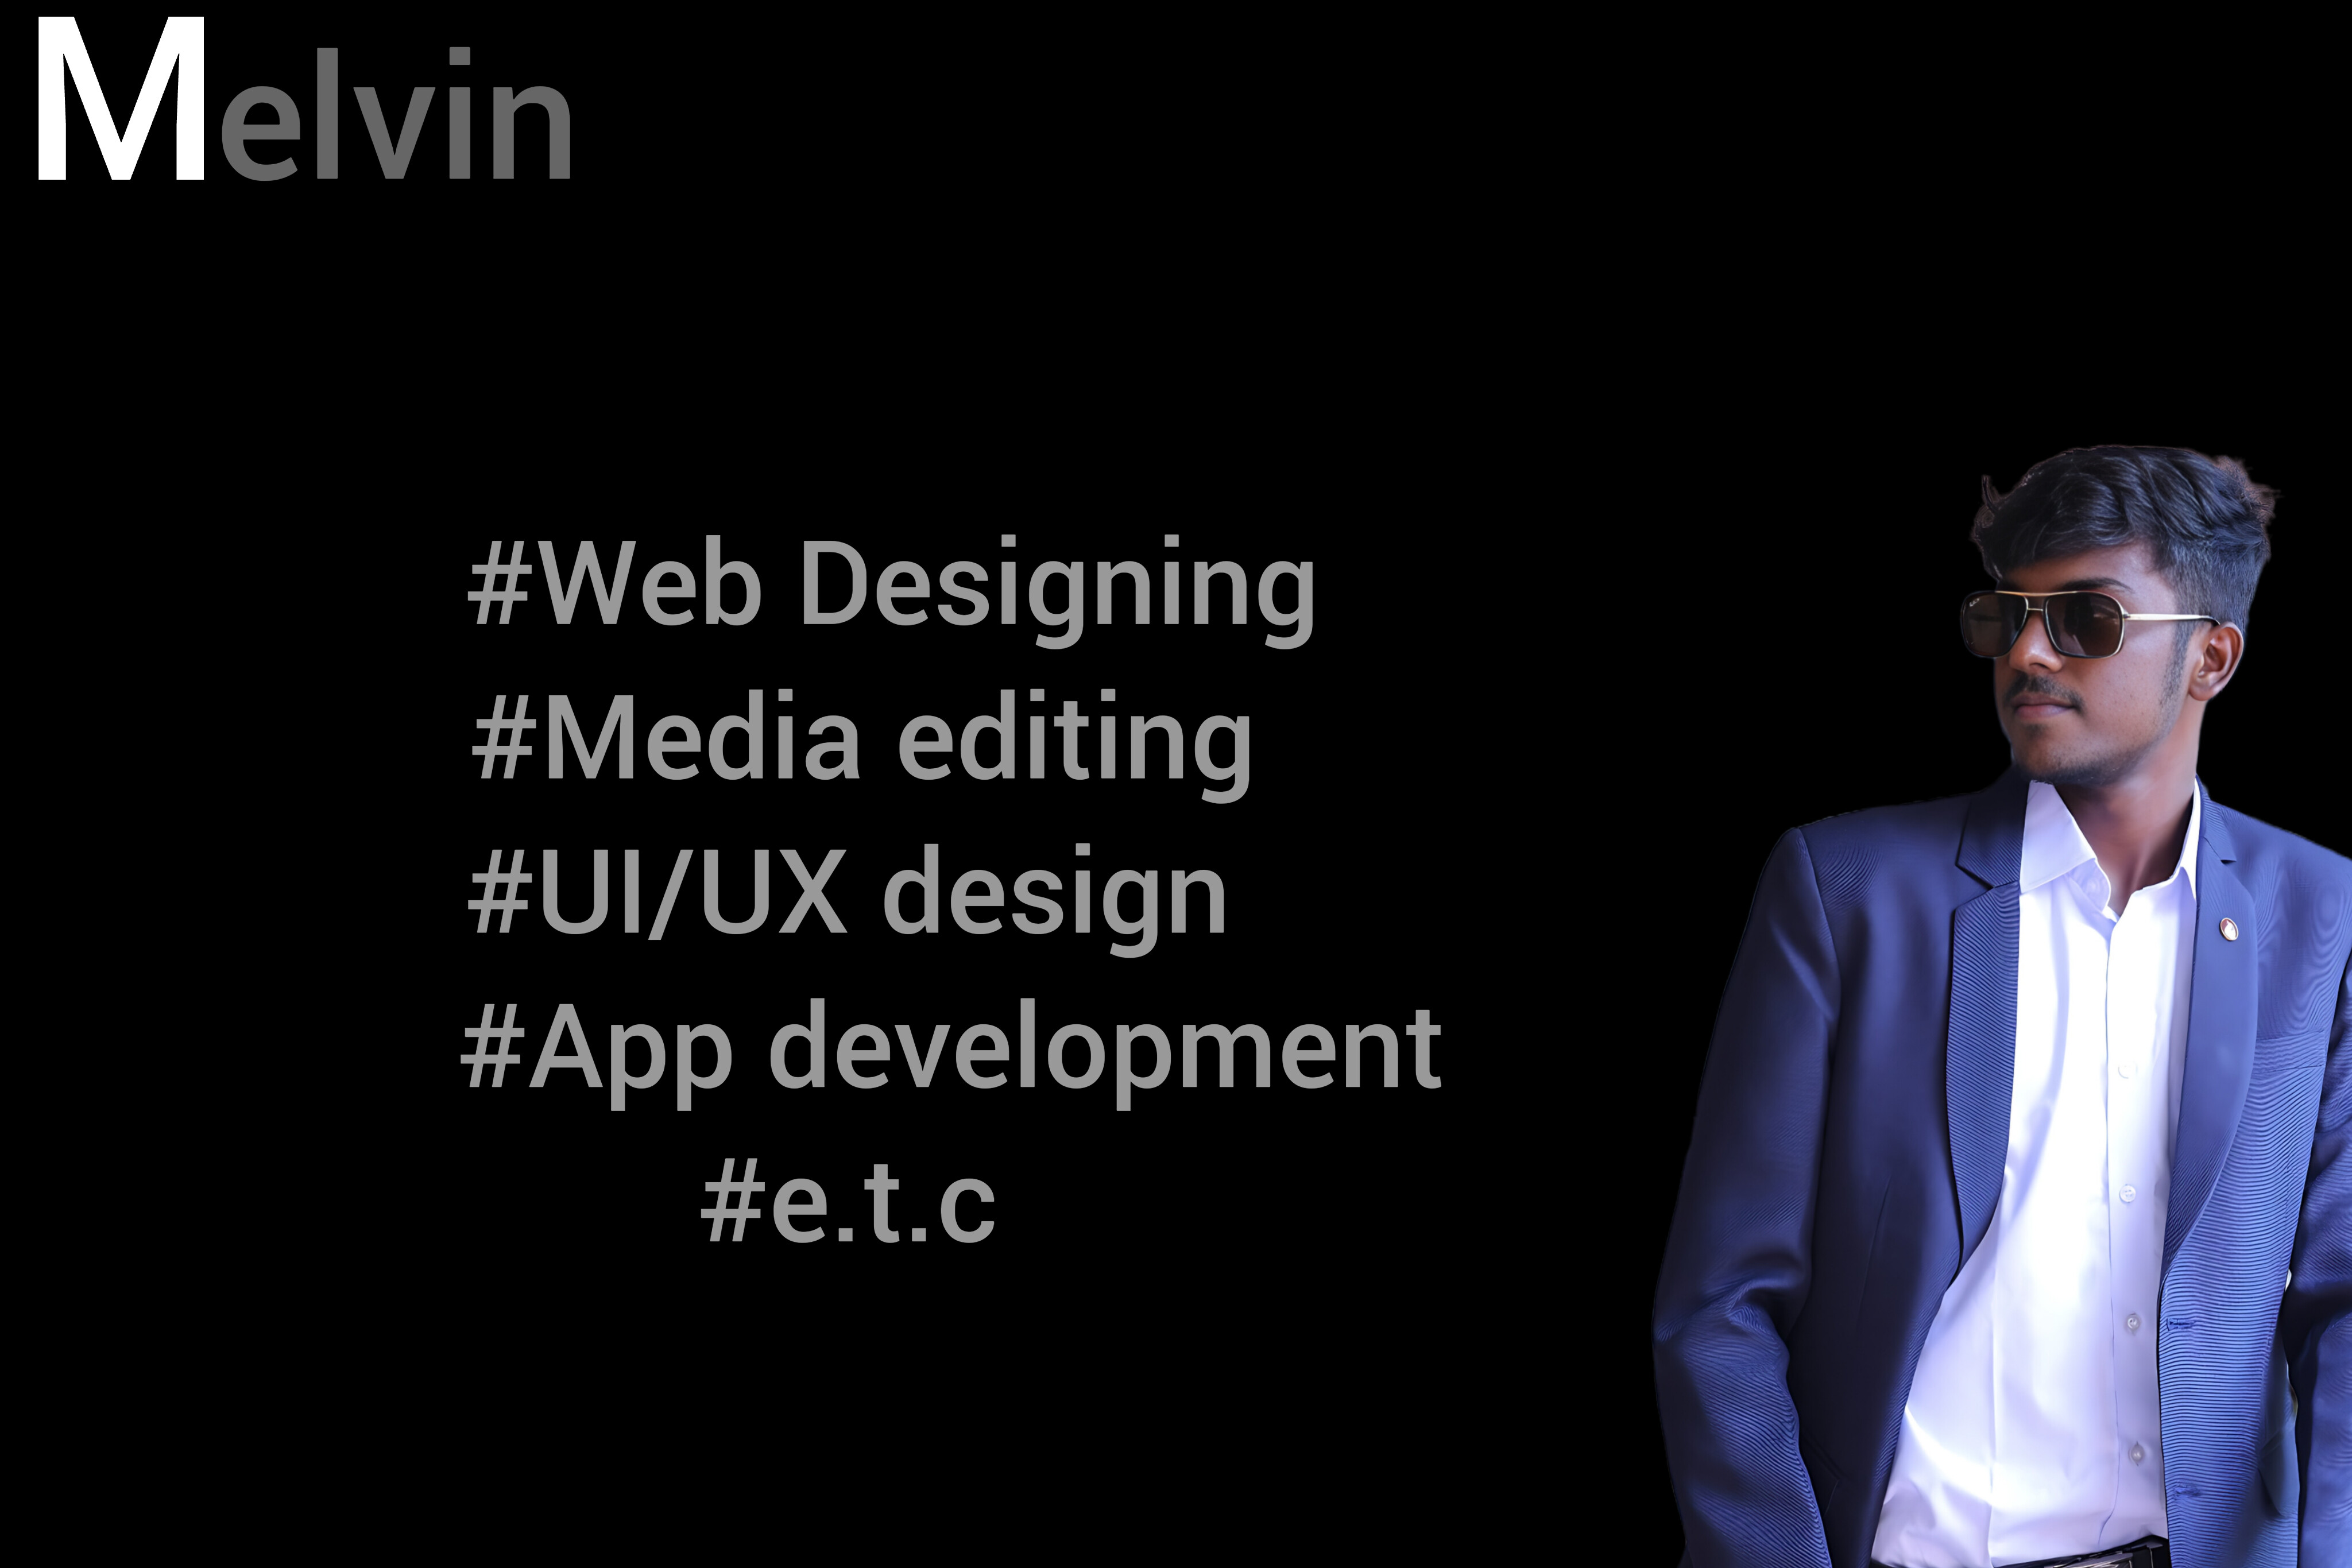 Melvin
#Web Designing
#Media editing
#UI/UX design
#App development
#e.t.c